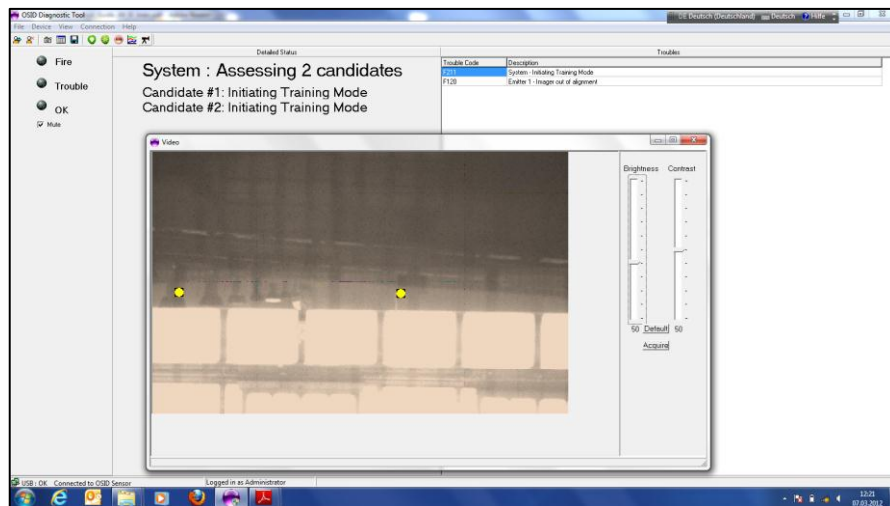 OSID Diagnostic Tool
DE Deutsch (Deutschland) Deutsch Hilfe
File Device View Connection Help
Detailed Status
Troubles
Fire
Trouble
OK
Mute
System : Assessing 2 candidates
Candidate #1: Initiating Training Mode
Candidate #2: Initiating Training Mode
Trouble Code Description
F211 System - Initiating Training Mode
F120 Emitter 1 - Imager out of alignment
Video
Brightness Contrast
50 Default 50
Acquire
USB : OK Connected to OSID Sensor Logged in as Administrator
12:21
07.03.2012